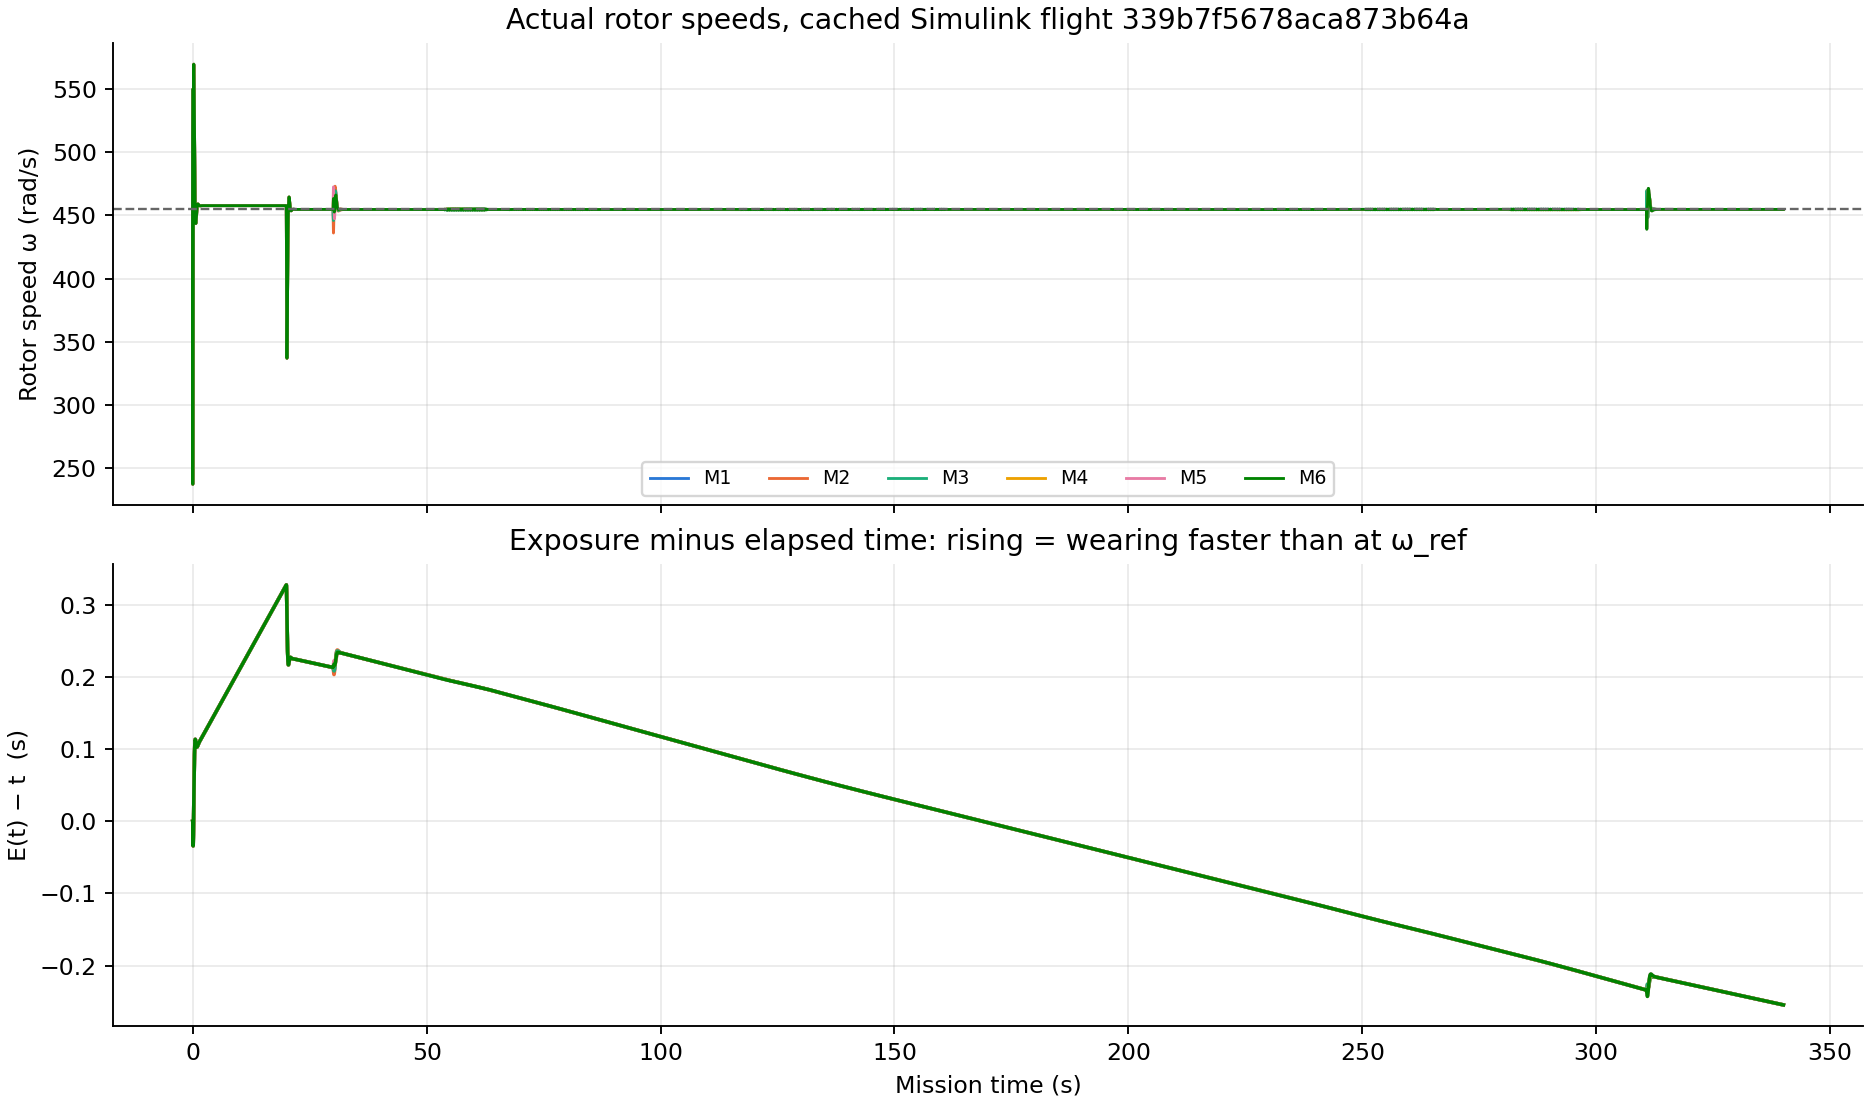 Actual rotor speeds, cached Simulink flight 339b7f5678aca873b64a
Rotor speed ω (rad/s)
550
500
450
400
350
300
250
M1 M2 M3 M4 M5 M6
Exposure minus elapsed time: rising = wearing faster than at ω_ref
E(t) − t (s)
0.3
0.2
0.1
0.0
−0.1
−0.2
0 50 100 150 200 250 300 350
Mission time (s)